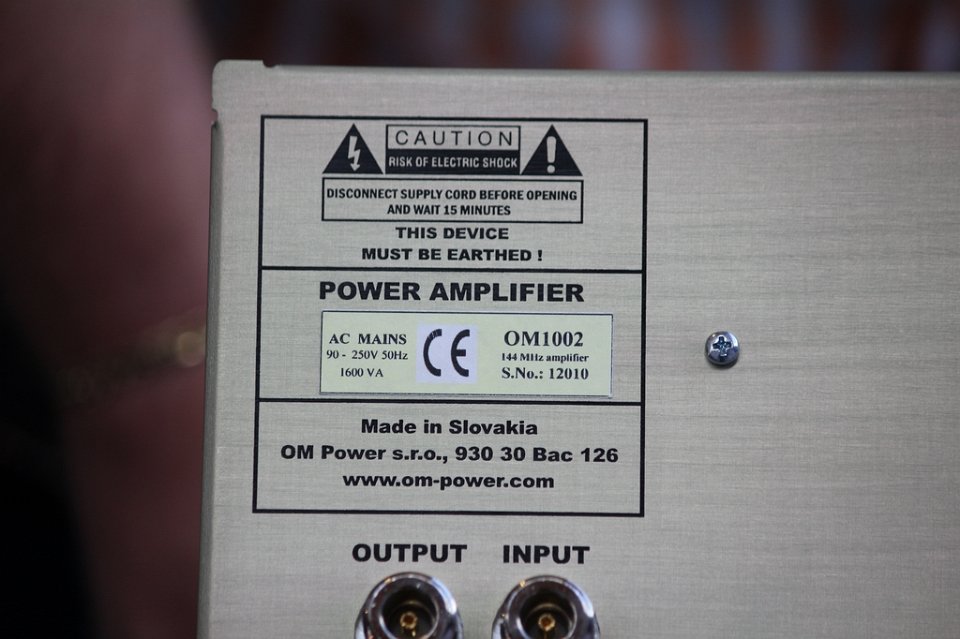 CAUTION
RISK OF ELECTRIC SHOCK
DISCONNECT SUPPLY CORD BEFORE OPENING
AND WAIT 15 MINUTES
THIS DEVICE
MUST BE EARTHED !
POWER AMPLIFIER
AC MAINS
90 - 250V 50Hz
1600 VA
CE
OM1002
144 MHz amplifier
S.No.: 12010
Made in Slovakia
OM Power s.r.o., 930 30 Bac 126
www.om-power.com
OUTPUT INPUT